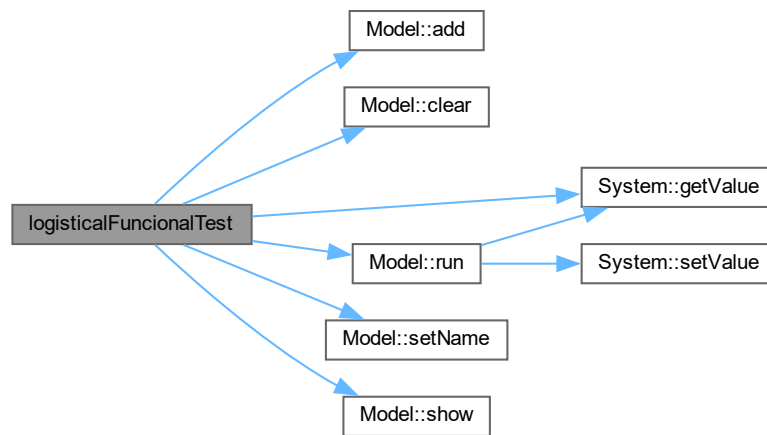 Model::add
Model::clear
System::getValue
logisticalFuncionalTest
Model::run
System::setValue
Model::setName
Model::show